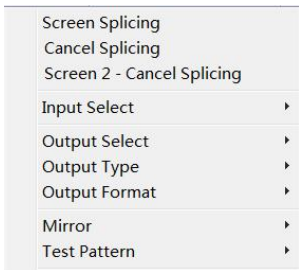 Screen Splicing
Cancel Splicing
Screen 2 - Cancel Splicing
Input Select
Output Select
Output Type
Output Format
Mirror
Test Pattern